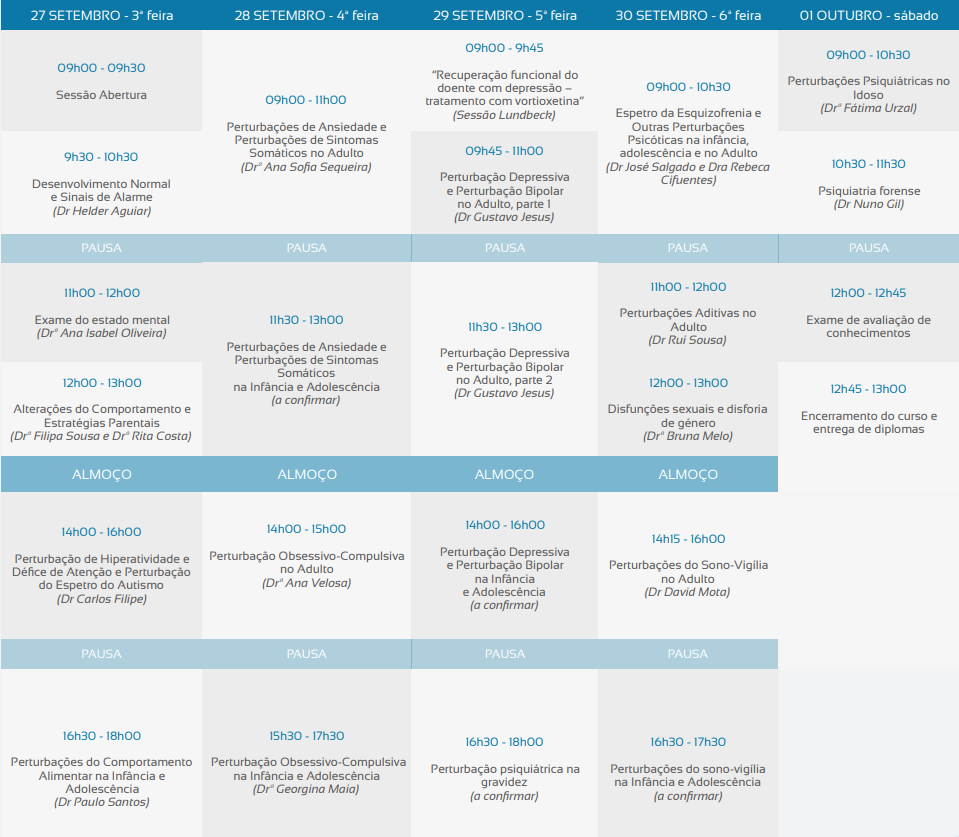 27 SETEMBRO - 3ª feira
09h00 - 09h30
Sessão Abertura
9h30 - 10h30
Desenvolvimento Normal
e Sinais de Alarme
(Dr Helder Aguiar)
PAUSA
11h00 - 12h00
Exame do estado mental
(Drª Ana Isabel Oliveira)
12h00 - 13h00
Alterações do Comportamento e
Estratégias Parentais
(Drª Filipa Sousa e Drª Rita Costa)
ALMOÇO
14h00 - 16h00
Perturbação de Hiperatividade e
Défice de Atenção e Perturbação
do Espetro do Autismo
(Dr Carlos Filipe)
PAUSA
16h30 - 18h00
Perturbações do Comportamento
Alimentar na Infância e
Adolescência
(Dr Paulo Santos)
28 SETEMBRO - 4ª feira
09h00 - 11h00
Perturbações de Ansiedade e
Perturbações de Sintomas
Somáticos no Adulto
(Drª Ana Sofia Sequeira)
PAUSA
11h30 - 13h00
Perturbações de Ansiedade e
Perturbações de Sintomas
Somáticos
na Infância e Adolescência
(a confirmar)
ALMOÇO
14h00 - 15h00
Perturbação Obsessivo-Compulsiva
no Adulto
(Drª Ana Velosa)
PAUSA
15h30 - 17h30
Perturbação Obsessivo-Compulsiva
na Infância e Adolescência
(Drª Georgina Maia)
29 SETEMBRO - 5ª feira
09h00 - 9h45
“Recuperação funcional do
doente com depressão –
tratamento com vortioxetina”
(Sessão Lundbeck)
09h45 - 11h00
Perturbação Depressiva
e Perturbação Bipolar
no Adulto, parte 1
(Dr Gustavo Jesus)
PAUSA
11h30 - 13h00
Perturbação Depressiva
e Perturbação Bipolar
no Adulto, parte 2
(Dr Gustavo Jesus)
ALMOÇO
14h00 - 16h00
Perturbação Depressiva
e Perturbação Bipolar
na Infância
e Adolescência
(a confirmar)
PAUSA
16h30 - 18h00
Perturbação psiquiátrica na
gravidez
(a confirmar)
30 SETEMBRO - 6ª feira
09h00 - 10h30
Espetro da Esquizofrenia e
Outras Perturbações
Psicóticas na infância,
adolescência e no Adulto
(Dr José Salgado e Dra Rebeca
Cifuentes)
PAUSA
11h00 - 12h00
Perturbações Aditivas no
Adulto
(Dr Rui Sousa)
12h00 - 13h00
Disfunções sexuais e disforia
de género
(Drª Bruna Melo)
ALMOÇO
14h15 - 16h00
Perturbações do Sono-Vigília
no Adulto
(Dr David Mota)
PAUSA
16h30 - 17h30
Perturbações do sono-vigília
na Infância e Adolescência
(a confirmar)
01 OUTUBRO - sábado
09h00 - 10h30
Perturbações Psiquiátricas no
Idoso
(Drª Fátima Urzal)
10h30 - 11h30
Psiquiatria forense
(Dr Nuno Gil)
PAUSA
12h00 - 12h45
Exame de avaliação de
conhecimentos
12h45 - 13h00
Encerramento do curso e
entrega de diplomas